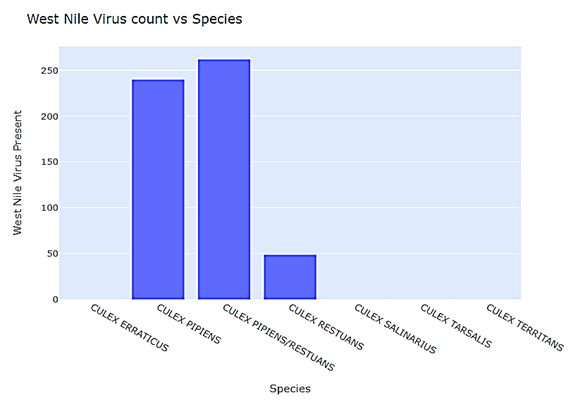 West Nile Virus count vs Species
West Nile Virus Present
250
200
150
100
50
0
CULEX ERRATICUS
CULEX PIPIENS
CULEX PIPIENS/RESTUANS
CULEX RESTUANS
CULEX SALINARIUS
CULEX TARSALIS
CULEX TERRITANS
Species